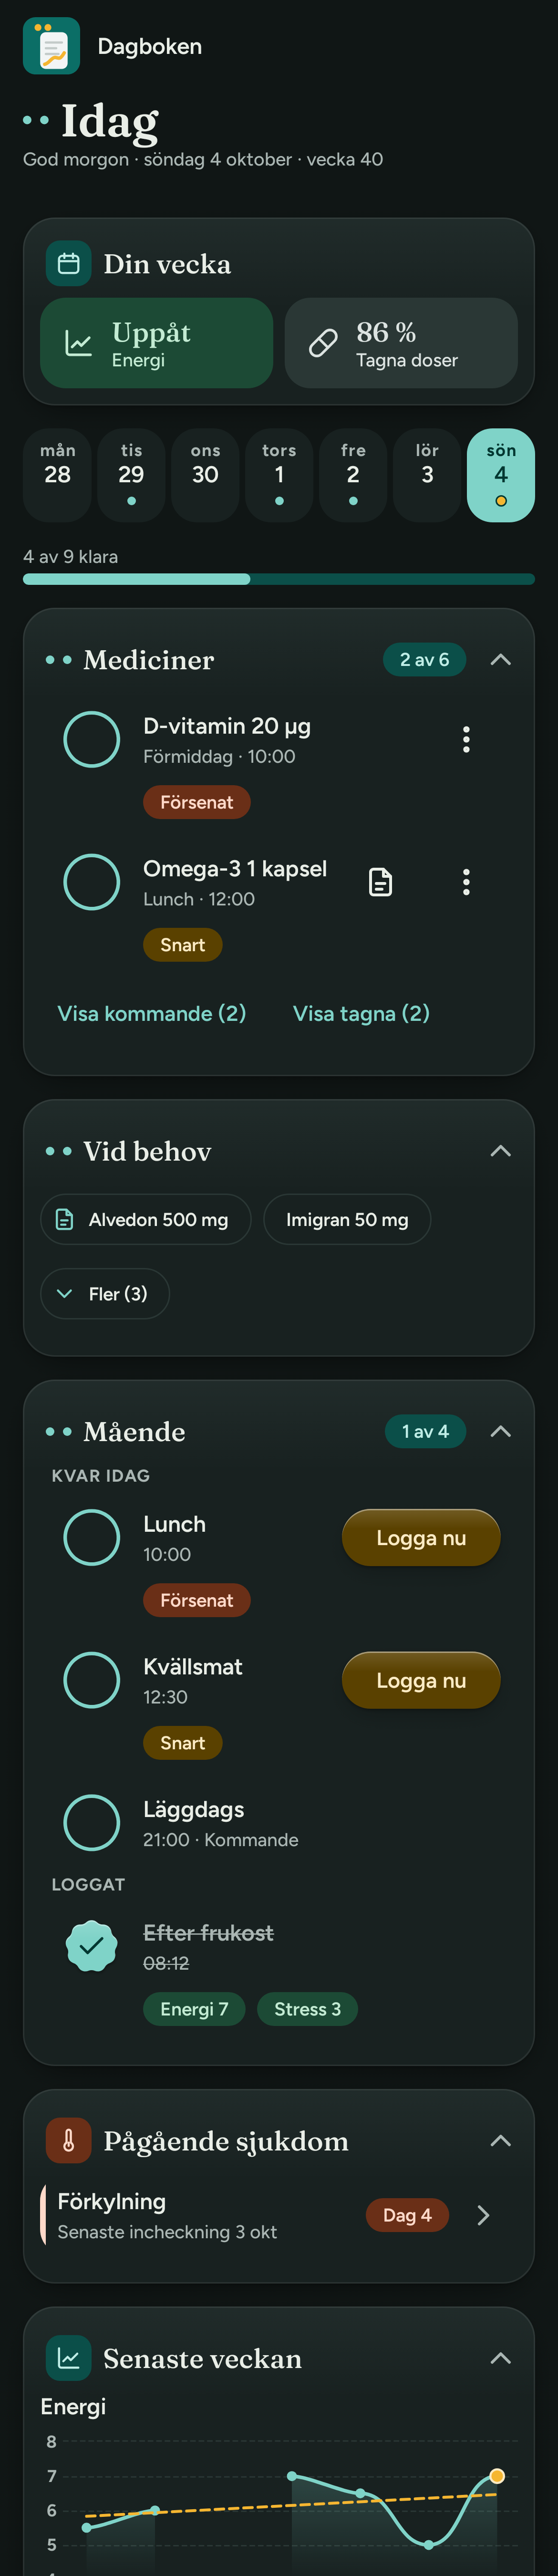 Dagboken
Idag
God morgon · söndag 4 oktober · vecka 40
Din vecka
Uppåt
Energi
86 %
Tagna doser
mån tis ons tors fre lör sön
28 29 30 1 2 3 4
4 av 9 klara
Mediciner 2 av 6
D-vitamin 20 µg
Förmiddag · 10:00
Försenat
Omega-3 1 kapsel
Lunch · 12:00
Snart
Visa kommande (2) Visa tagna (2)
Vid behov
Alvedon 500 mg Imigran 50 mg
Fler (3)
Mående 1 av 4
KVAR IDAG
Lunch
10:00
Logga nu
Försenat
Kvällsmat
12:30
Logga nu
Snart
Läggdags
21:00 · Kommande
LOGGAT
Efter frukost
08:12
Energi 7 Stress 3
Pågående sjukdom
Förkylning
Senaste incheckning 3 okt
Dag 4
Senaste veckan
Energi
8
7
6
5